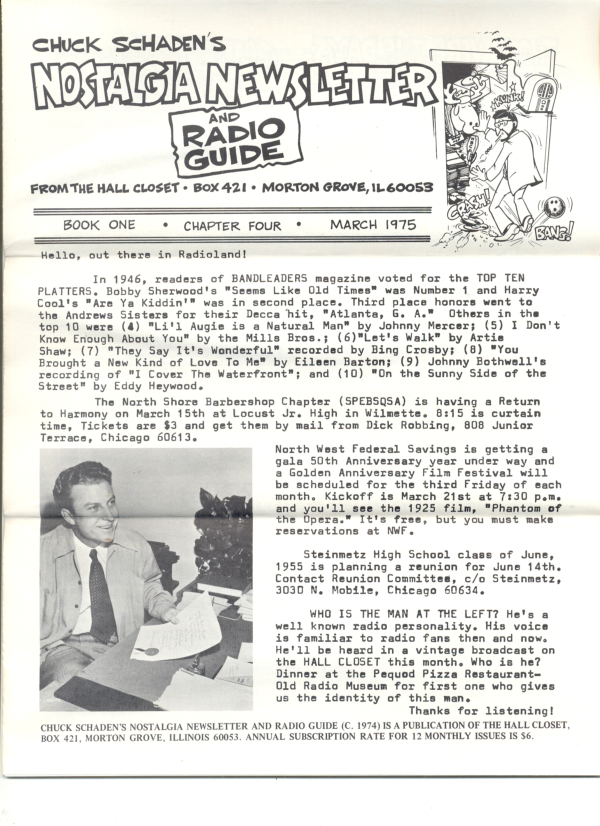 CHUCK SCHADEN'S
NOSTALGIA NEWSLETTER
AND
RADIO
GUIDE
KLUNK!
CRASH!
BANG!
FROM THE HALL CLOSET • BOX 421 • MORTON GROVE, IL 60053
BOOK ONE • CHAPTER FOUR • MARCH 1975
Hello, out there in Radioland!
In 1946, readers of BANDLEADERS magazine voted for the TOP TEN
PLATTERS. Bobby Sherwood's "Seems Like Old Times" was Number 1 and Harry
Cool's "Are Ya Kiddin'" was in second place. Third place honors went to
the Andrews Sisters for their Decca hit, "Atlanta, G. A." Others in the
top 10 were (4) "Li'l Augie is a Natural Man" by Johnny Mercer; (5) I Don't
Know Enough About You" by the Mills Bros.; (6)"Let's Walk" by Artie
Shaw; (7) "They Say It's Wonderful" recorded by Bing Crosby; (8) "You
Brought a New Kind of Love To Me" by Eileen Barton; (9) Johnny Bothwell's
recording of "I Cover The Waterfront"; and (10) "On the Sunny Side of the
Street" by Eddy Heywood.
The North Shore Barbershop Chapter (SPEBSQSA) is having a Return
to Harmony on March 15th at Locust Jr. High in Wilmette. 8:15 is curtain
time, Tickets are $3 and get them by mail from Dick Robbing, 808 Junior
Terrace, Chicago 60613.
North West Federal Savings is getting a
gala 50th Anniversary year under way and
a Golden Anniversary Film Festival will
be scheduled for the third Friday of each
month. Kickoff is March 21st at 7:30 p.m.
and you'll see the 1925 film, "Phantom of
the Opera." It's free, but you must make
reservations at NWF.
Steinmetz High School class of June,
1955 is planning a reunion for June 14th.
Contact Reunion Committee, c/o Steinmetz,
3030 N. Mobile, Chicago 60634.
WHO IS THE MAN AT THE LEFT? He's a
well known radio personality. His voice
is familiar to radio fans then and now.
He'll be heard in a vintage broadcast on
the HALL CLOSET this month. Who is he?
Dinner at the Pequod Pizza Restaurant-
Old Radio Museum for first one who gives
us the identity of this man.
Thanks for listening!
CHUCK SCHADEN'S NOSTALGIA NEWSLETTER AND RADIO GUIDE (C. 1974) IS A PUBLICATION OF THE HALL CLOSET,
BOX 421, MORTON GROVE, ILLINOIS 60053. ANNUAL SUBSCRIPTION RATE FOR 12 MONTHLY ISSUES IS $6.